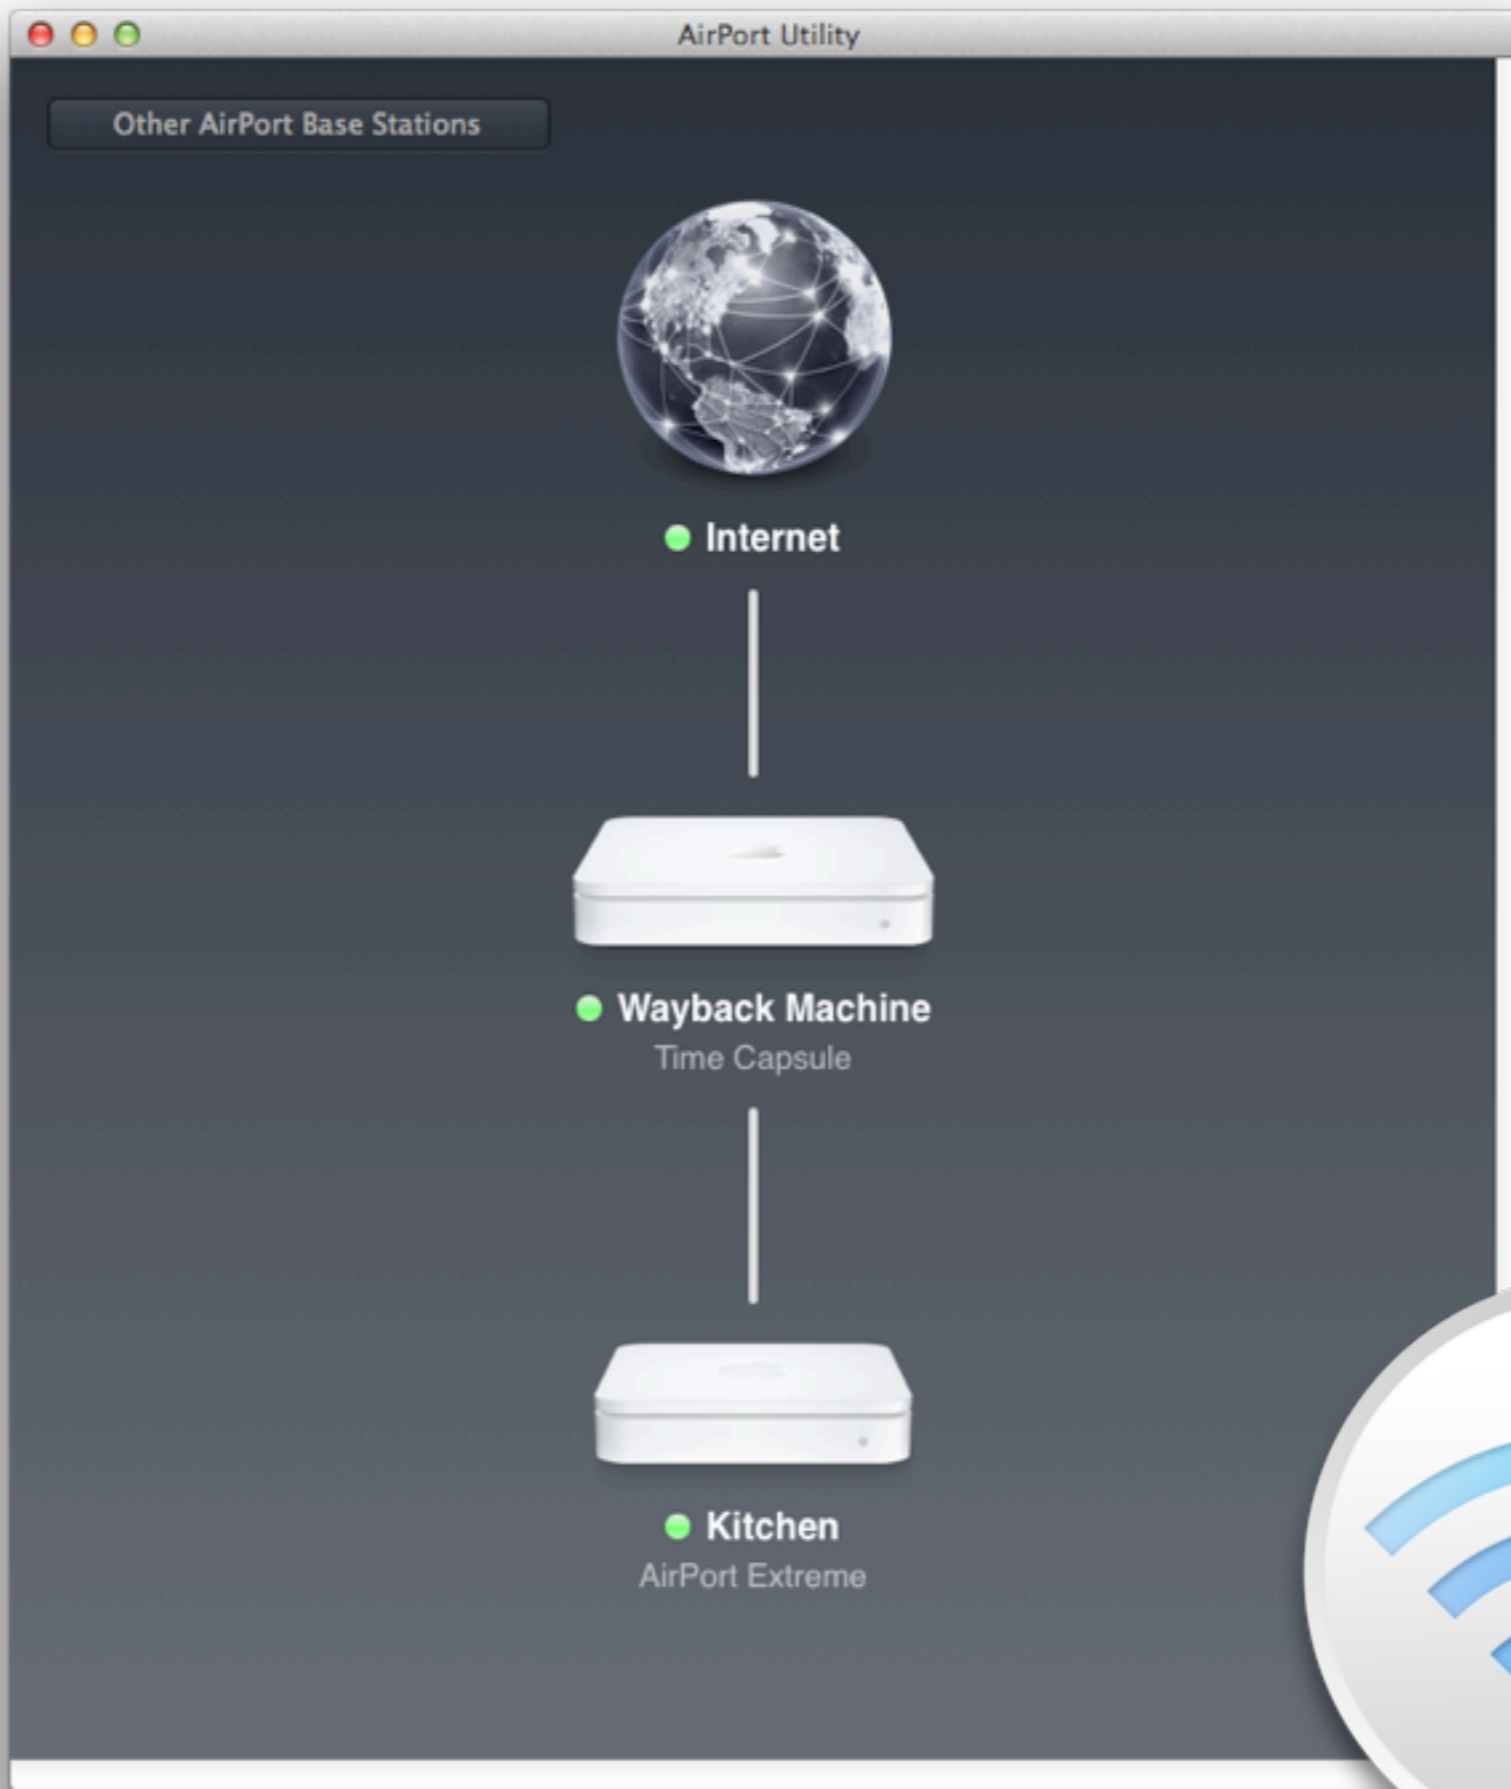 AirPort Utility
Other AirPort Base Stations
Internet
Wayback Machine
Time Capsule
Kitchen
AirPort Extreme